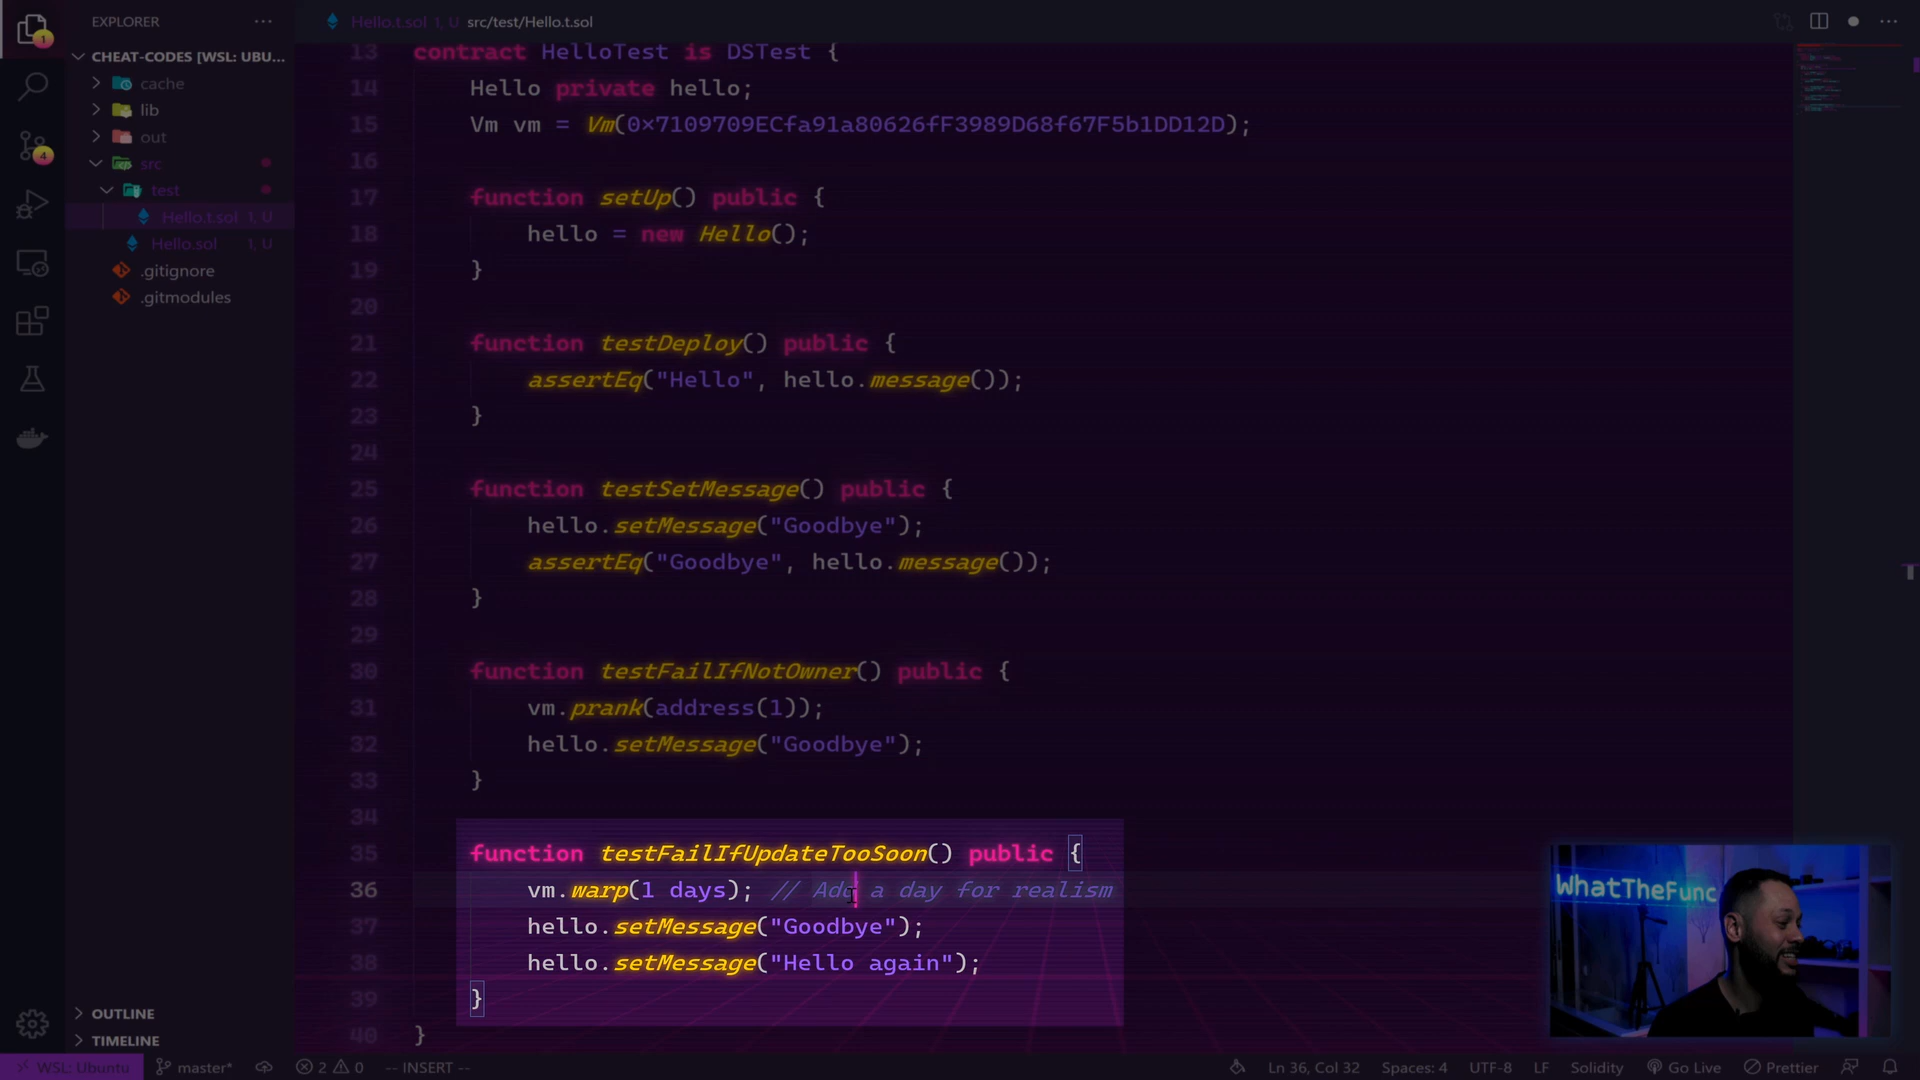 EXPLORER
CHEAT-CODES [WSL: UBU...
cache
lib
out
src
test
Hello.t.sol 1, U
Hello.sol 1, U
.gitignore
.gitmodules
OUTLINE
TIMELINE
Hello.t.sol 1, U src/test/Hello.t.sol
13 contract HelloTest is DSTest {
14 Hello private hello;
15 Vm vm = Vm(0×7109709ECfa91a80626fF3989D68f67F5b1DD12D);
16
17 function setUp() public {
18 hello = new Hello();
19 }
20
21 function testDeploy() public {
22 assertEq("Hello", hello.message());
23 }
24
25 function testSetMessage() public {
26 hello.setMessage("Goodbye");
27 assertEq("Goodbye", hello.message());
28 }
29
30 function testFailIfNotOwner() public {
31 vm.prank(address(1));
32 hello.setMessage("Goodbye");
33 }
34
35 function testFailIfUpdateTooSoon() public {
36 vm.warp(1 days); // Add a day for realism
37 hello.setMessage("Goodbye");
38 hello.setMessage("Hello again");
39 }
40 }
WhatTheFunc
1
4
WSL: Ubuntu master* 2 0 -- INSERT -- Ln 36, Col 32 Spaces: 4 UTF-8 LF Solidity Go Live Prettier